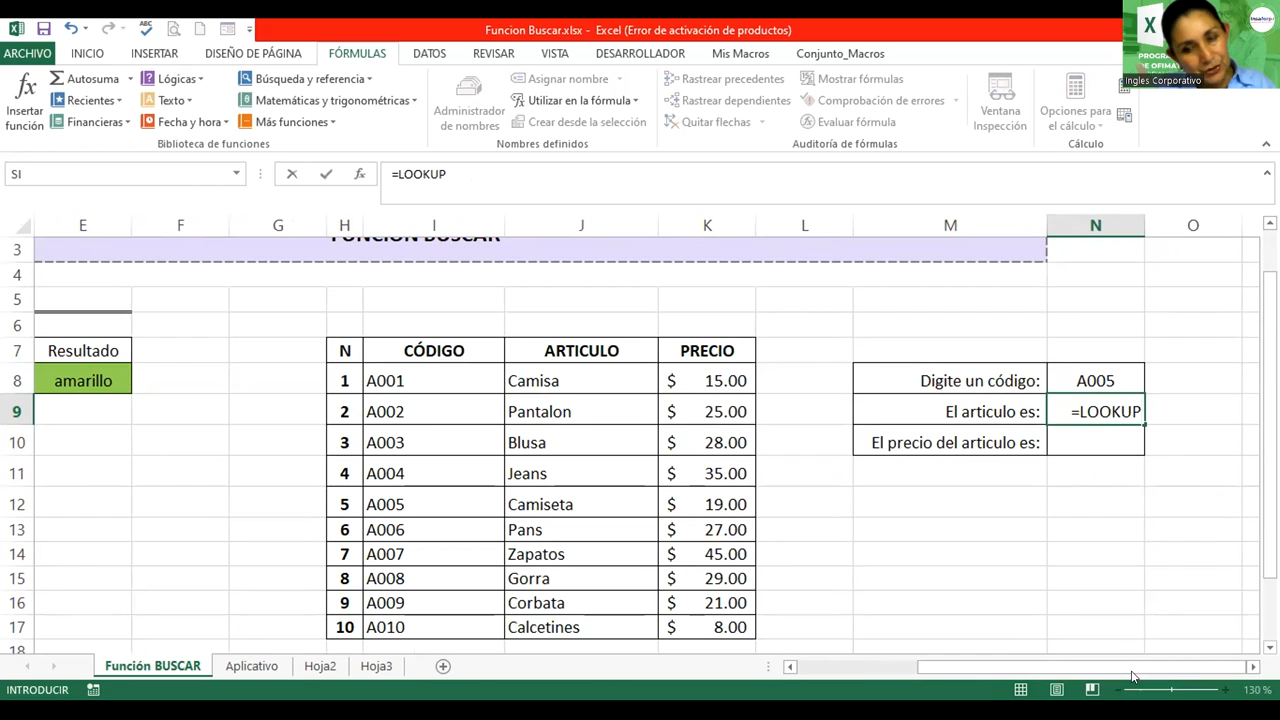 Funcion Buscar.xlsx - Excel (Error de activación de productos)
ARCHIVO INICIO INSERTAR DISEÑO DE PÁGINA FÓRMULAS DATOS REVISAR VISTA DESARROLLADOR Mis Macros Conjunto_Macros
Ingles Corporativo
Insertar función
Autosuma Lógicas Búsqueda y referencia
Recientes Texto Matemáticas y trigonométricas
Financieras Fecha y hora Más funciones
Biblioteca de funciones
Administrador de nombres
Asignar nombre
Utilizar en la fórmula
Crear desde la selección
Nombres definidos
Rastrear precedentes Mostrar fórmulas
Rastrear dependientes Comprobación de errores
Quitar flechas Evaluar fórmula
Auditoría de fórmulas
Ventana Inspección
Opciones para el cálculo
Cálculo
SI fx =LOOKUP
E F G H I J K L M N O
3 FUNCION BUSCAR
4
5
6
7 Resultado N CÓDIGO ARTICULO PRECIO
8 amarillo 1 A001 Camisa $ 15.00 Digite un código: A005
9 2 A002 Pantalon $ 25.00 El articulo es: =LOOKUP
10 3 A003 Blusa $ 28.00 El precio del articulo es:
11 4 A004 Jeans $ 35.00
12 5 A005 Camiseta $ 19.00
13 6 A006 Pans $ 27.00
14 7 A007 Zapatos $ 45.00
15 8 A008 Gorra $ 29.00
16 9 A009 Corbata $ 21.00
17 10 A010 Calcetines $ 8.00
18
Función BUSCAR Aplicativo Hoja2 Hoja3
INTRODUCIR 130 %